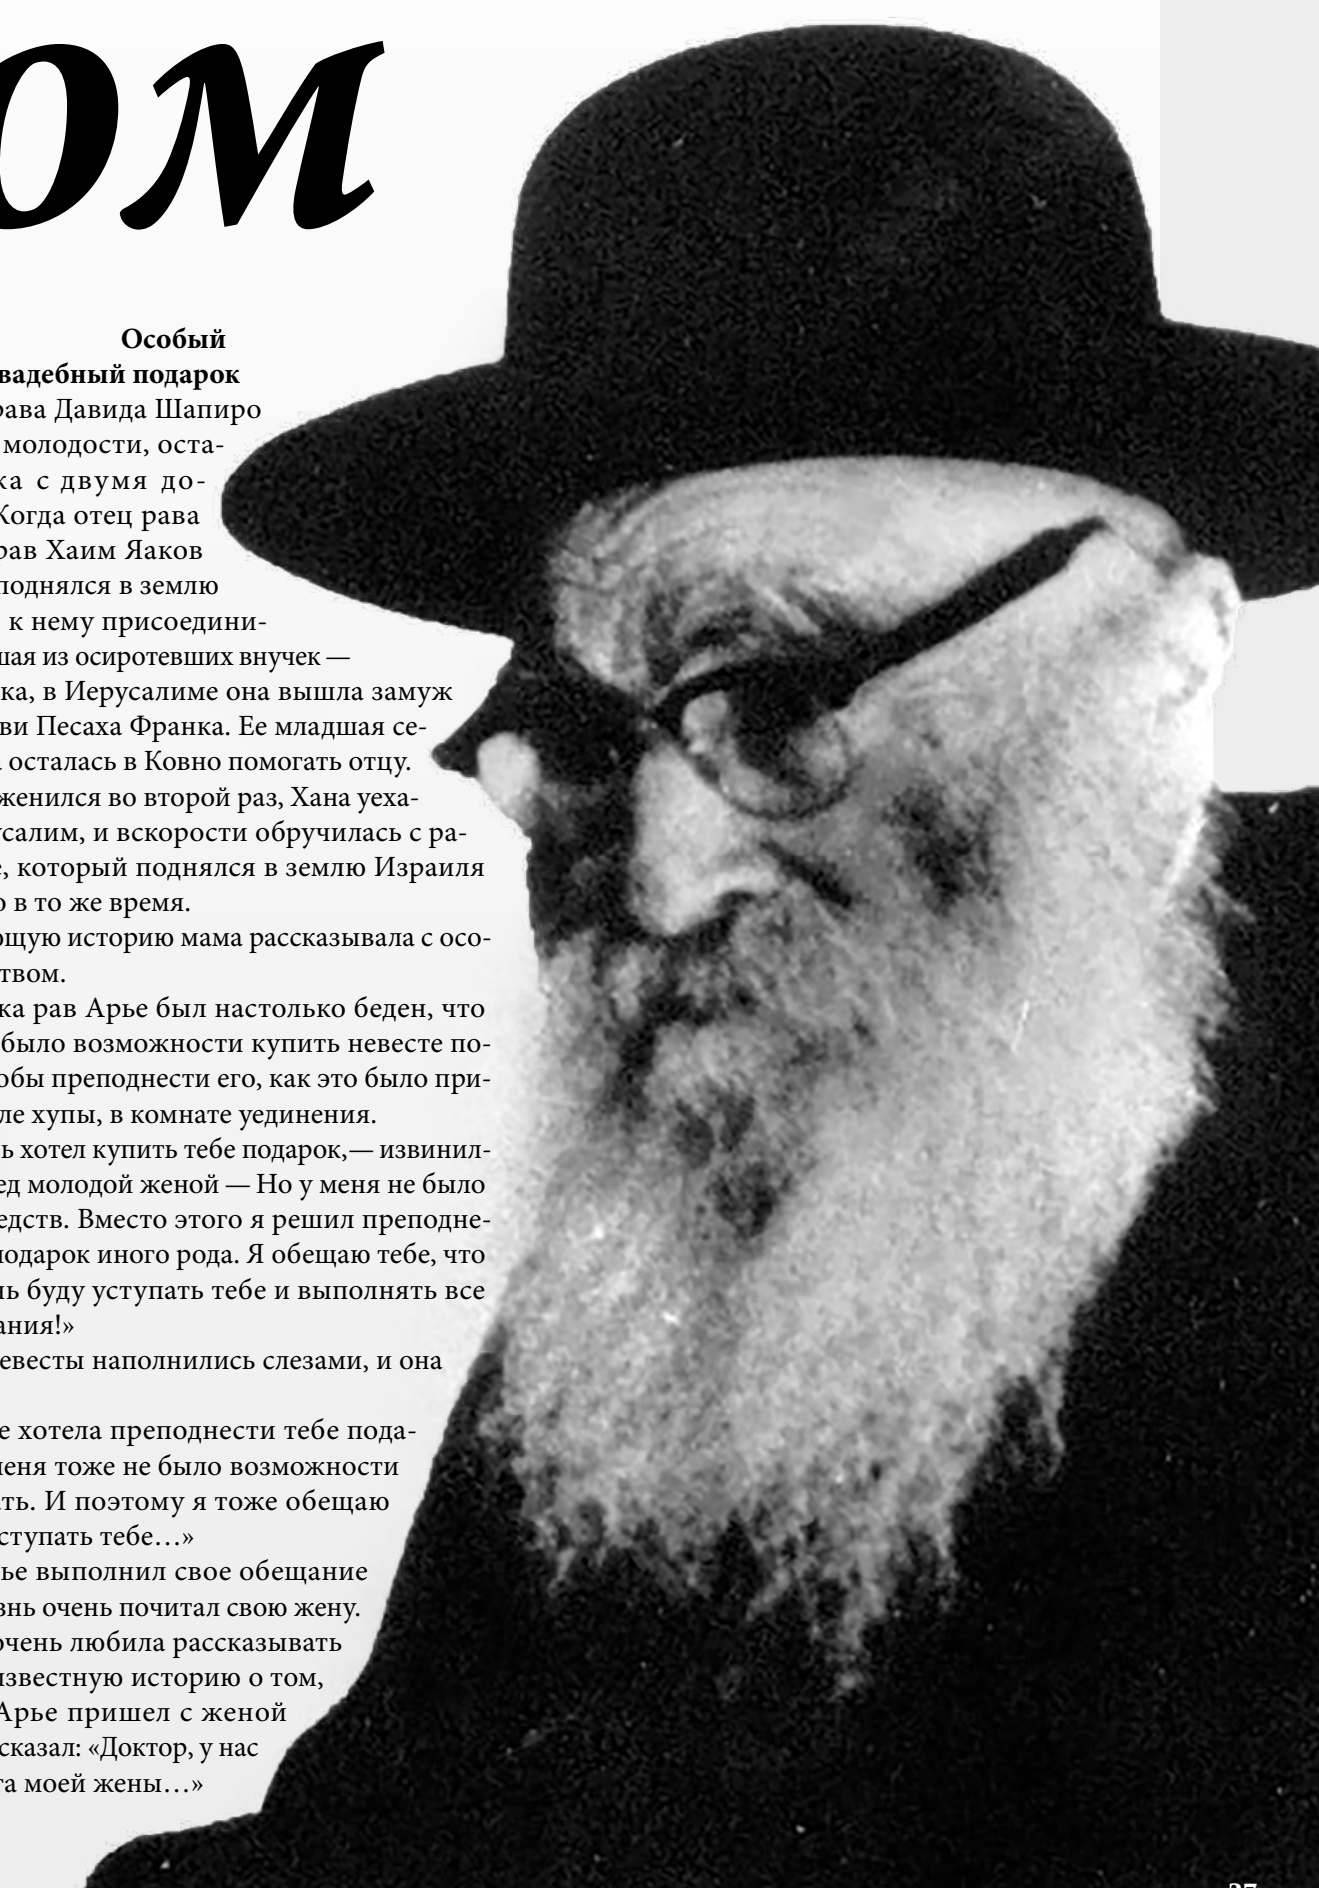 ом
Особый
вадебный подарок
рава Давида Шапиро
молодости, оста-
ка с двумя до-
Когда отец рава
рав Хаим Яаков
поднялся в землю
к нему присоедини-
шая из осиротевших внучек —
ка, в Иерусалиме она вышла замуж
ви Песаха Франка. Ее младшая се-
осталась в Ковно помогать отцу.
женился во второй раз, Хана уеха-
усалим, и вскорости обручилась с ра-
е, который поднялся в землю Израиля
о в то же время.
ющую историю мама рассказывала с осо-
ством.
ка рав Арье был настолько беден, что
было возможности купить невесте по-
обы преподнести его, как это было при-
ле хупы, в комнате уединения.
ь хотел купить тебе подарок,— извинил-
ед молодой женой — Но у меня не было
едств. Вместо этого я решил преподне-
подарок иного рода. Я обещаю тебе, что
ь буду уступать тебе и выполнять все
ания!»
евесты наполнились слезами, и она
е хотела преподнести тебе пода-
меня тоже не было возможности
ать. И поэтому я тоже обещаю
ступать тебе…»
ье выполнил свое обещание
знь очень почитал свою жену.
очень любила рассказывать
известную историю о том,
Арье пришел с женой
сказал: «Доктор, у нас
га моей жены…»